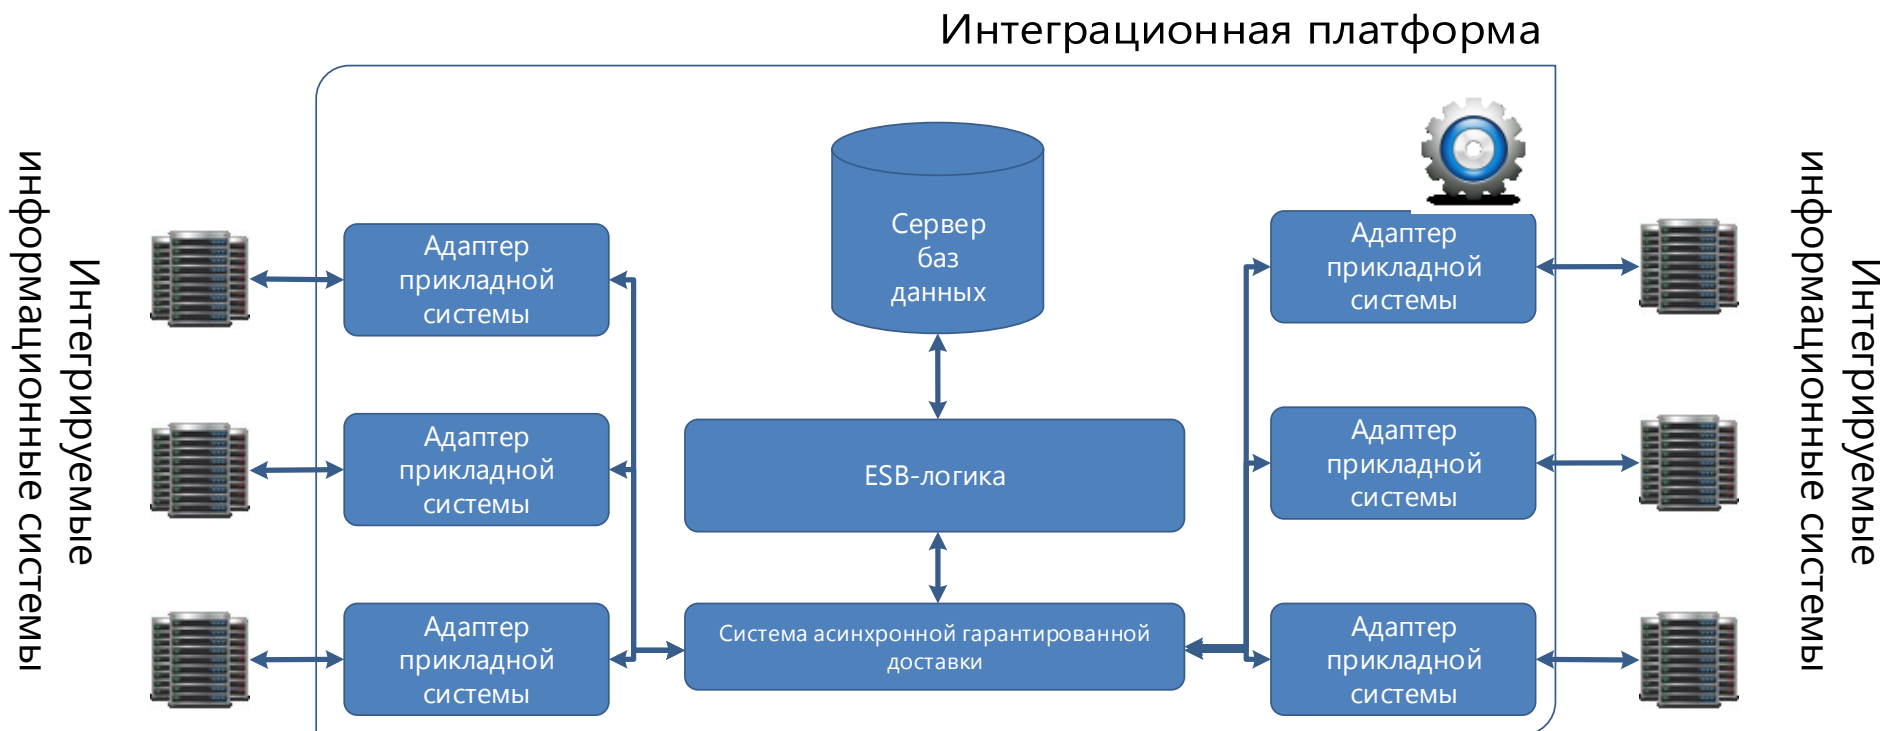 Интеграционная платформа
Интегрируемые
информационные системы
Адаптер
прикладной
системы
Адаптер
прикладной
системы
Адаптер
прикладной
системы
Сервер
баз
данных
ESB-логика
Система асинхронной гарантированной
доставки
Адаптер
прикладной
системы
Адаптер
прикладной
системы
Адаптер
прикладной
системы
Интегрируемые
информационные системы